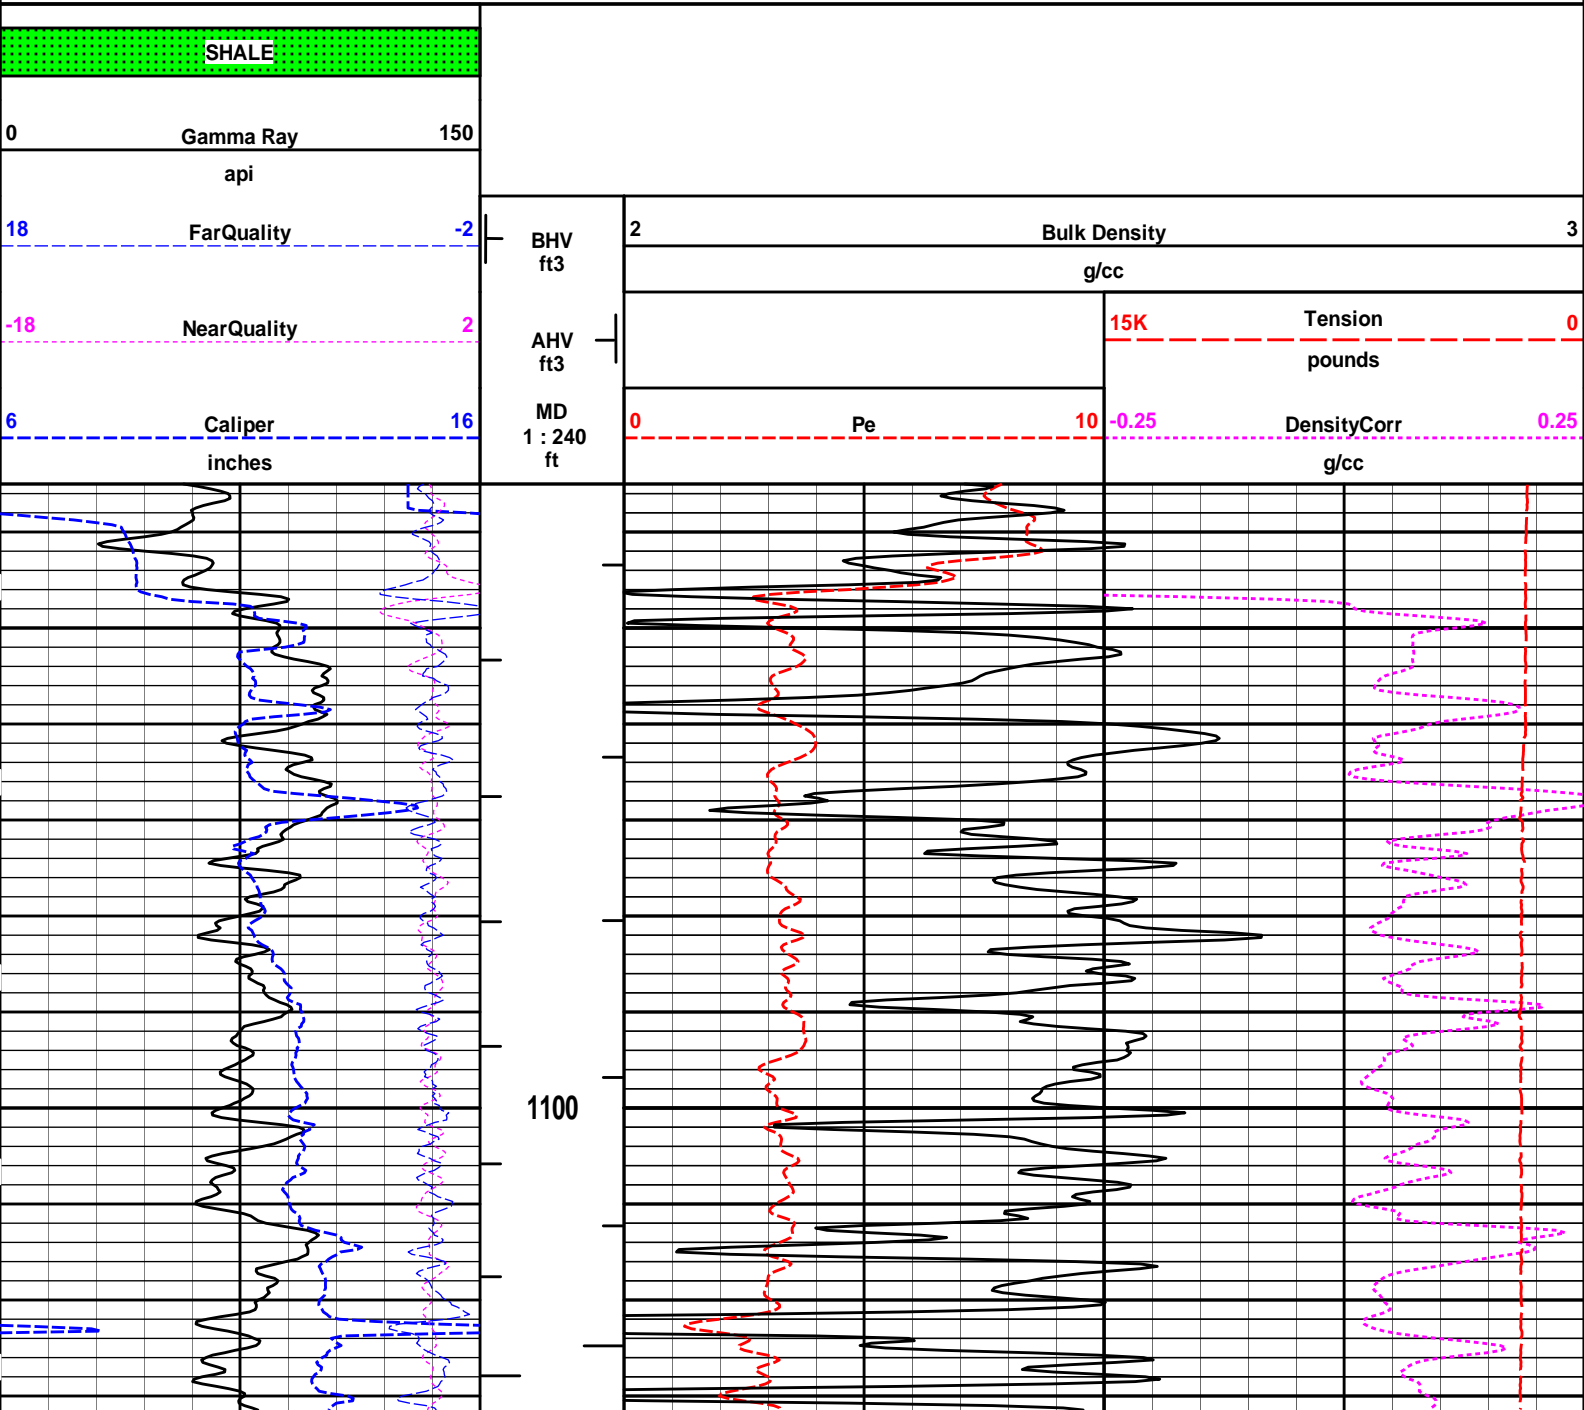 SHALE
0 Gamma Ray 150
api
18 FarQuality -2
-18 NearQuality 2
6 Caliper 16
inches
BHV
ft3
AHV
ft3
MD
1 : 240
ft
2 Bulk Density 3
g/cc
15K Tension 0
pounds
0 Pe 10
-0.25 DensityCorr 0.25
g/cc
1100